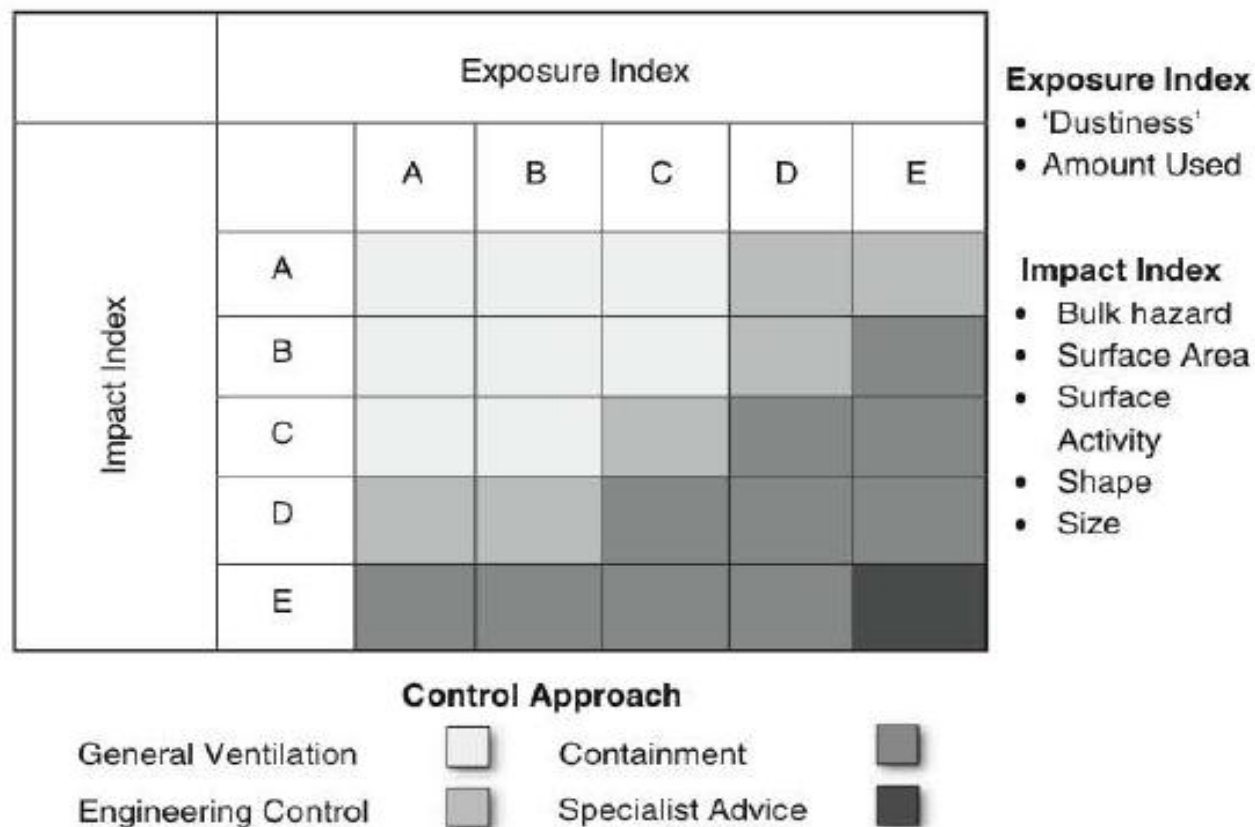 Exposure Index
A B C D E
Impact Index
A
B
C
D
E
Exposure Index
• 'Dustiness'
• Amount Used
Impact Index
• Bulk hazard
• Surface Area
• Surface
Activity
• Shape
• Size
Control Approach
General Ventilation
Containment
Engineering Control
Specialist Advice